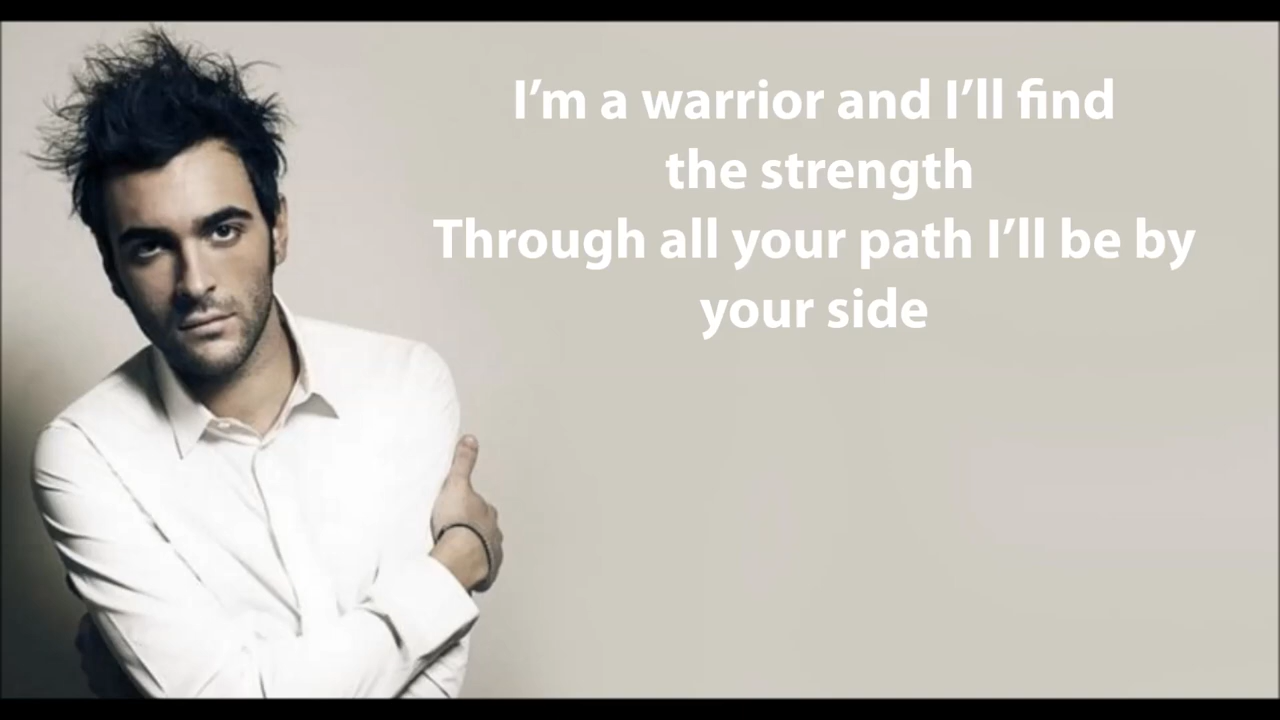 I’m a warrior and I’ll find
the strength
Through all your path I’ll be by
your side